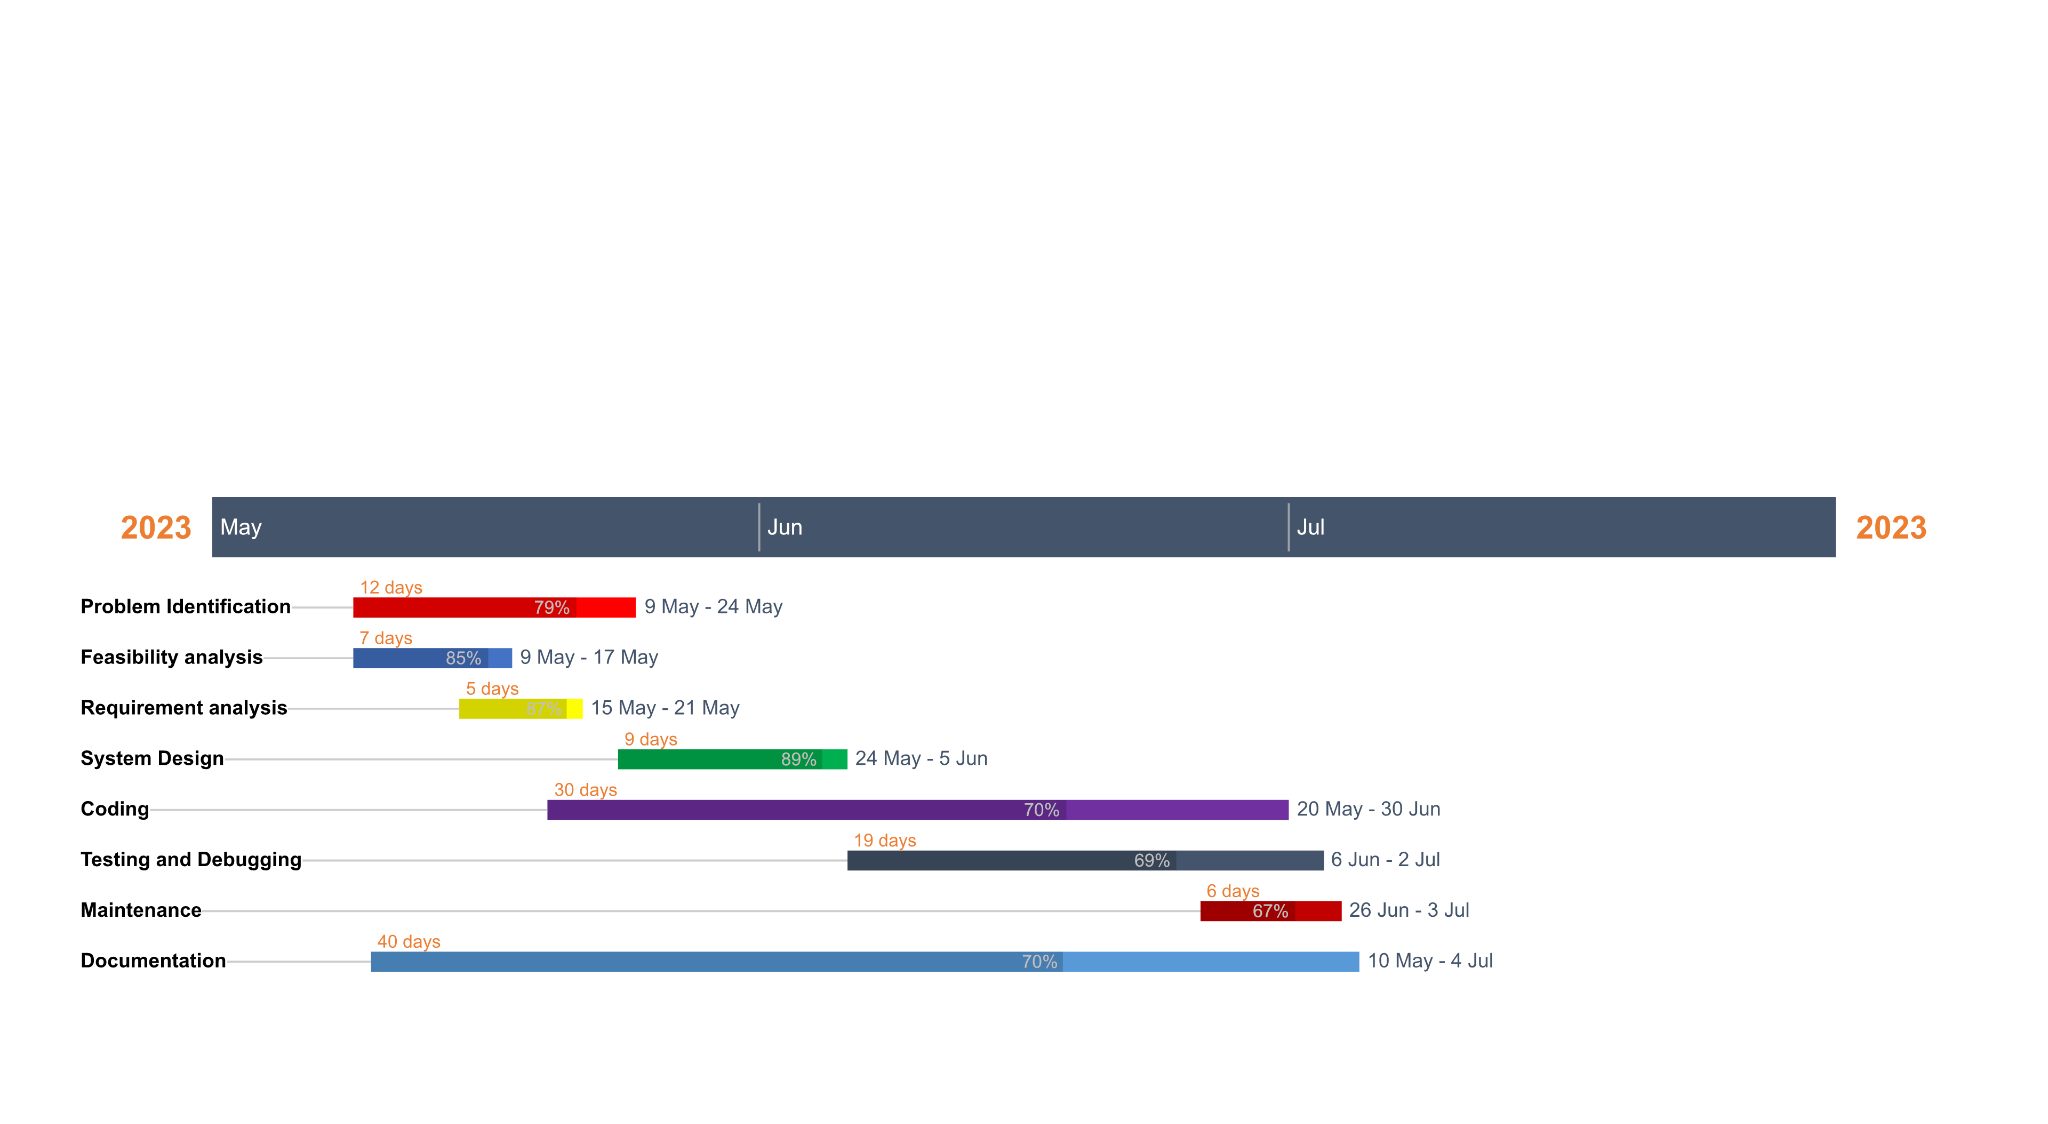 2023 May Jun Jul 2023
12 days
Problem Identification 79% 9 May - 24 May
7 days
Feasibility analysis 85% 9 May - 17 May
5 days
Requirement analysis 87% 15 May - 21 May
9 days
System Design 89% 24 May - 5 Jun
30 days
Coding 70% 20 May - 30 Jun
19 days
Testing and Debugging 69% 6 Jun - 2 Jul
6 days
Maintenance 67% 26 Jun - 3 Jul
40 days
Documentation 70% 10 May - 4 Jul